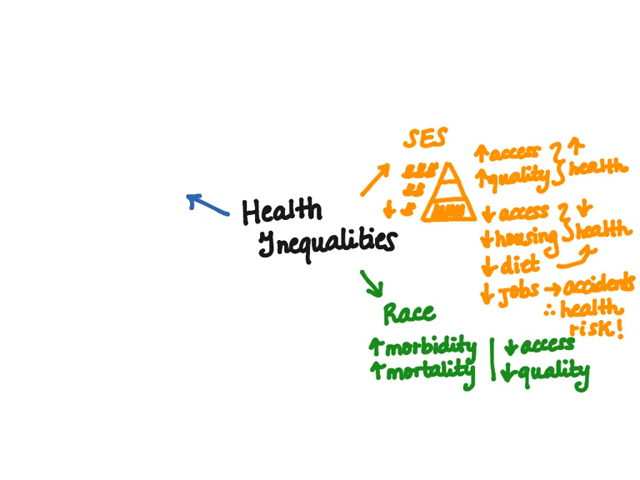 SES
$$$
$$
↓ $
↑ access
↑ quality
↑ health
↓ access
↓ housing
↓ health
↓ diet
↓ jobs → accidents
∴ health
risk!
Health
Inequalities
Race
↑ morbidity
↑ mortality
↓ access
↓ quality